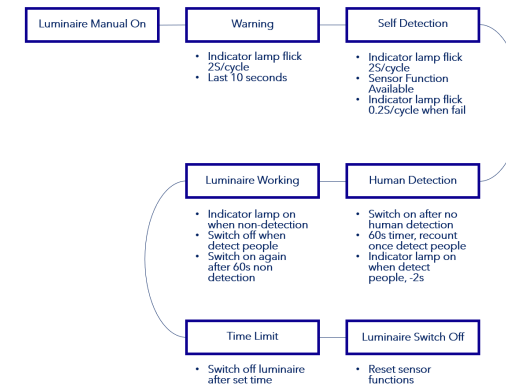 Luminaire Manual On
Warning
Self Detection
• Indicator lamp flick
2S/cycle
• Last 10 seconds
• Indicator lamp flick
2S/cycle
• Sensor Function
Available
• Indicator lamp flick
0.2S/cycle when fail
Luminaire Working
Human Detection
• Indicator lamp on
when non-detection
• Switch off when
detect people
• Switch on again
after 60s non
detection
• Switch on after no
human detection
• 60s timer, recount
once detect people
• Indicator lamp on
when detect
people, -2s
Time Limit
Luminaire Switch Off
• Switch off luminaire
after set time
• Reset sensor
functions